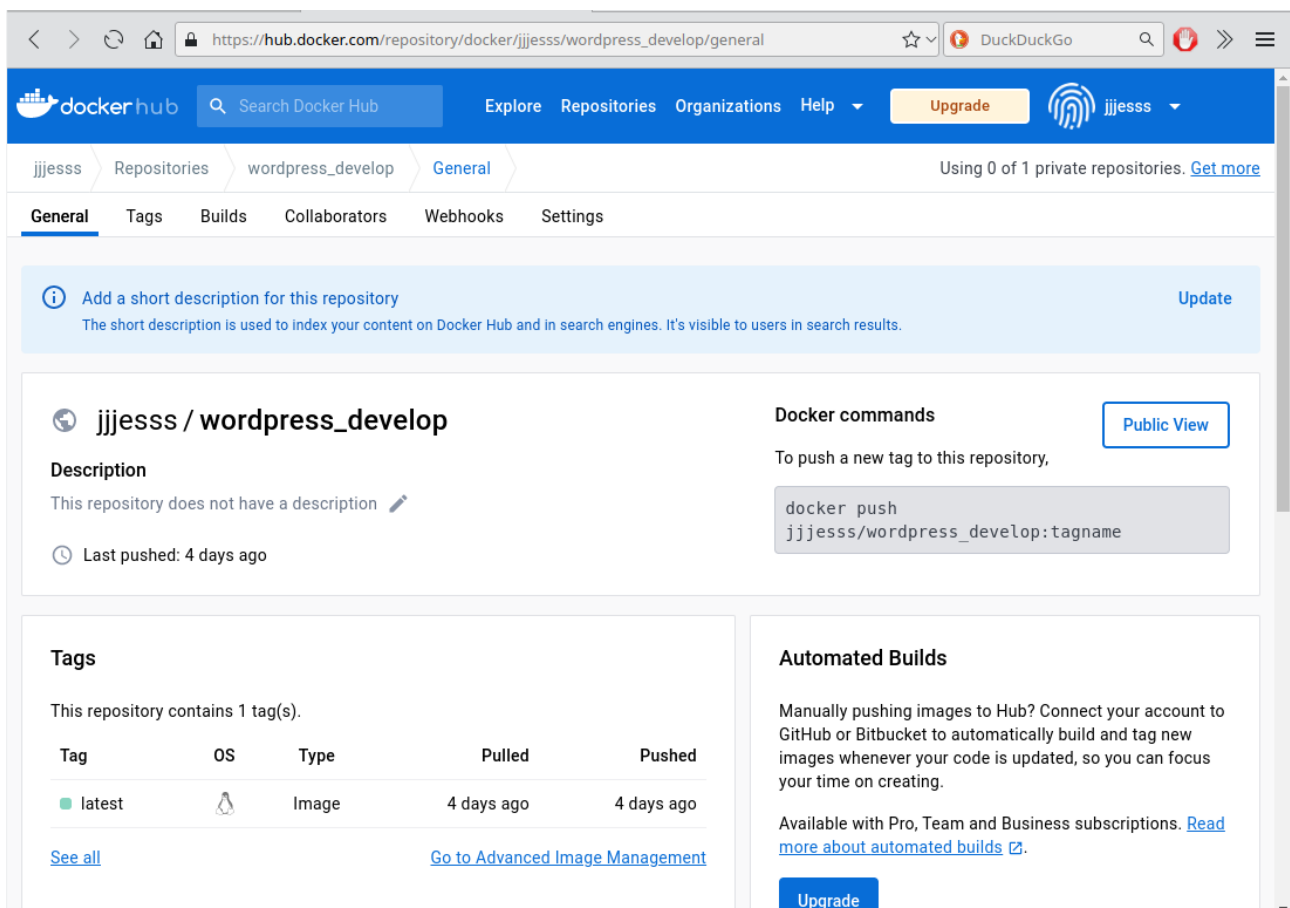 https://hub.docker.com/repository/docker/jjjesss/wordpress_develop/general
DuckDuckGo
dockerhub
Search Docker Hub
Explore Repositories Organizations Help
Upgrade
jjjesss
jjjesss Repositories wordpress_develop General
Using 0 of 1 private repositories. Get more
General Tags Builds Collaborators Webhooks Settings
Add a short description for this repository
Update
The short description is used to index your content on Docker Hub and in search engines. It's visible to users in search results.
jjjesss / wordpress_develop
Description
This repository does not have a description
Last pushed: 4 days ago
Docker commands
Public View
To push a new tag to this repository,
docker push
jjjesss/wordpress_develop:tagname
Tags
This repository contains 1 tag(s).
Tag OS Type Pulled Pushed
latest Image 4 days ago 4 days ago
See all Go to Advanced Image Management
Automated Builds
Manually pushing images to Hub? Connect your account to
GitHub or Bitbucket to automatically build and tag new
images whenever your code is updated, so you can focus
your time on creating.
Available with Pro, Team and Business subscriptions. Read
more about automated builds .
Upgrade